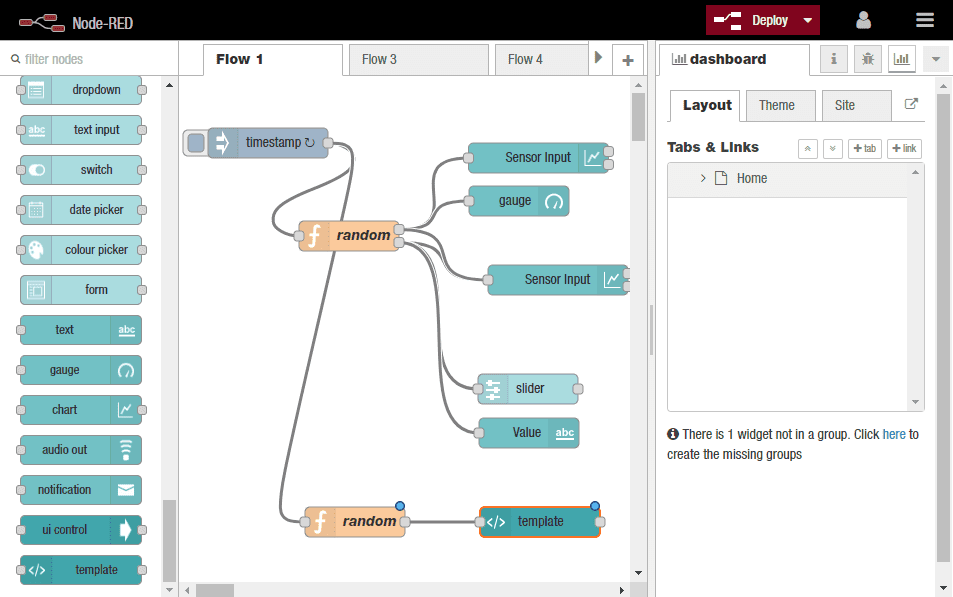 Node-RED
Deploy
filter nodes
dropdown
text input
abc
switch
date picker
colour picker
form
text
abc
gauge
chart
audio out
notification
ui control
template
Flow 1
Flow 3
Flow 4
timestamp ↻
random
Sensor Input
gauge
Sensor Input
slider
Value
abc
random
template
dashboard
Layout
Theme
Site
Tabs & Links
tab
link
Home
There is 1 widget not in a group. Click here to
create the missing groups